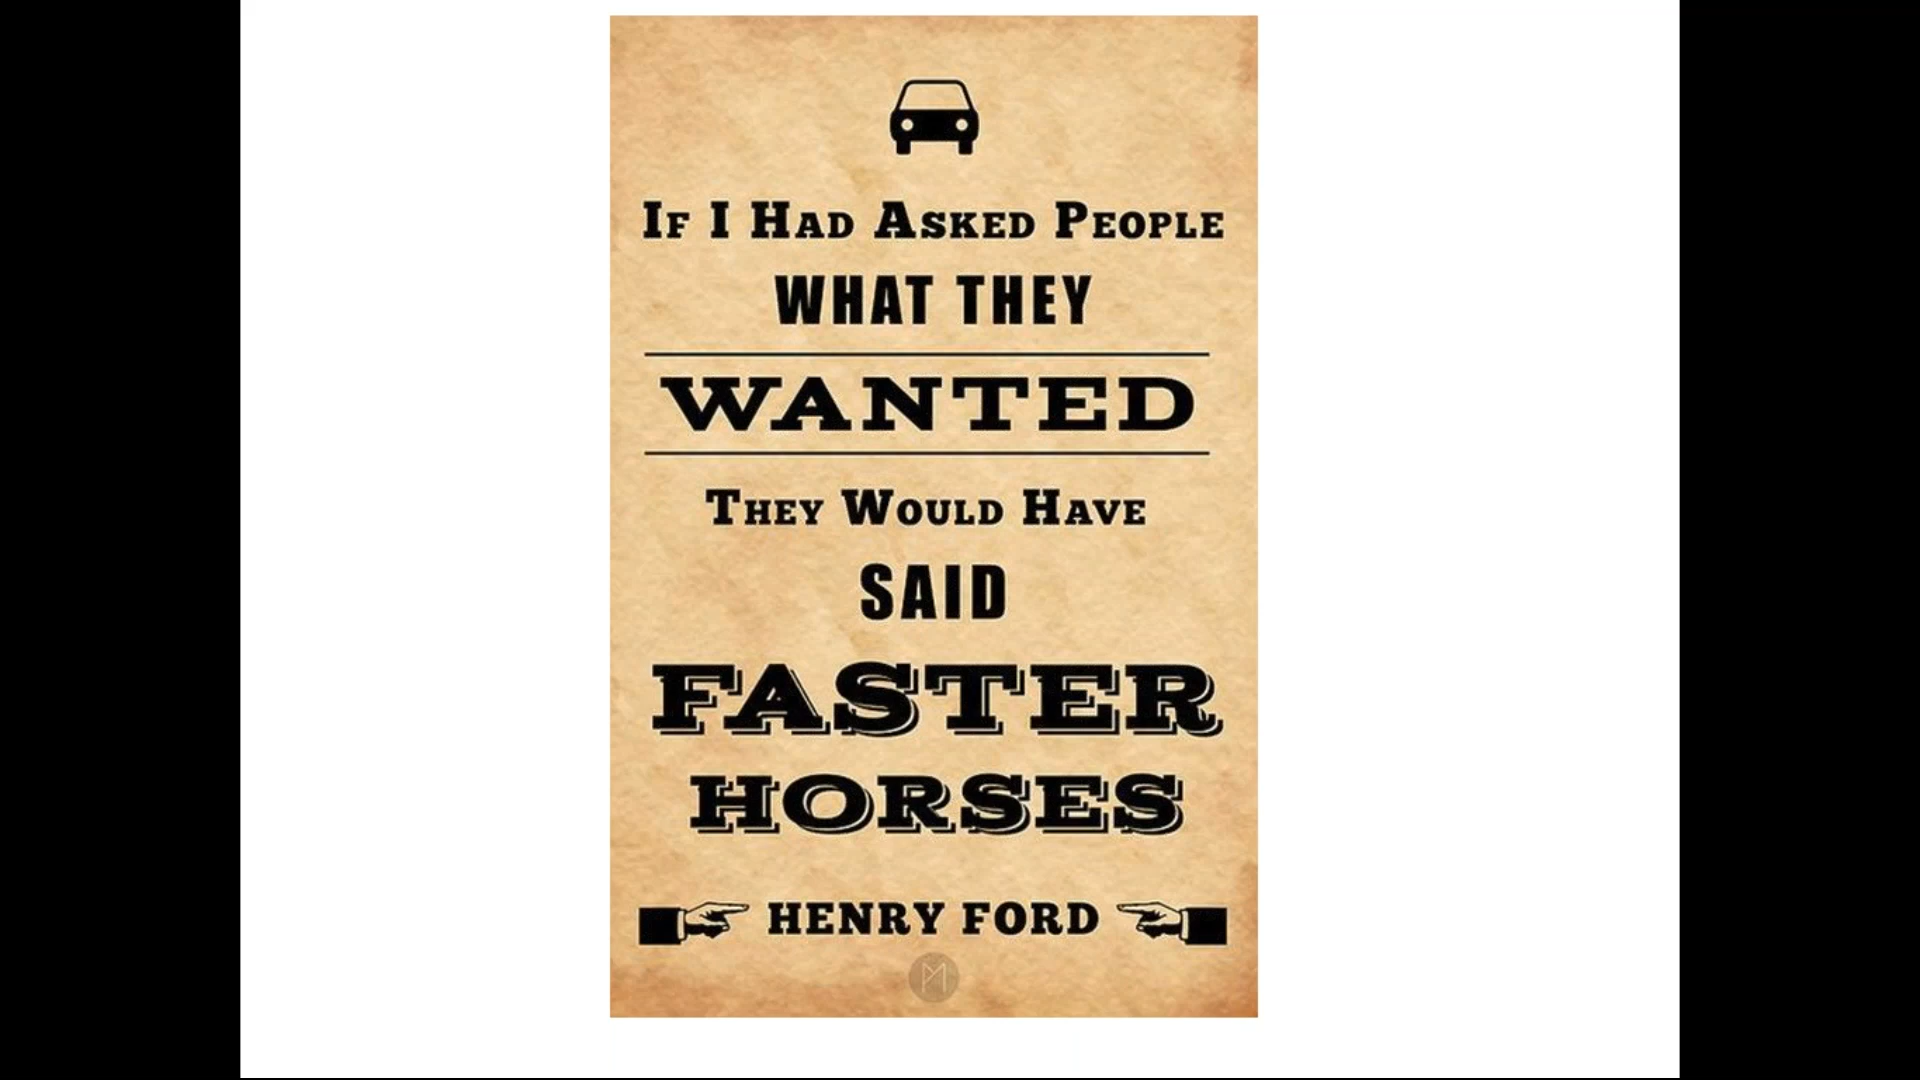 If I Had Asked People
WHAT THEY
WANTED
They Would Have
SAID
FASTER
HORSES
HENRY FORD
M